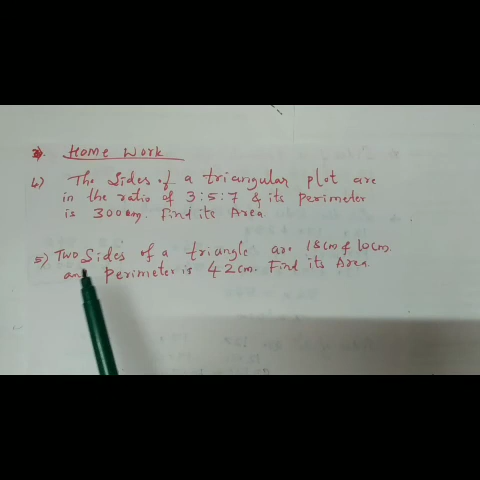 Home Work
4) The Sides of a triangular plot are
in the ratio of 3:5:7 & its perimeter
is 300m. Find its Area.
5) Two Sides of a triangle are 18cm & 10cm.
and perimeter is 42cm. Find its Area.